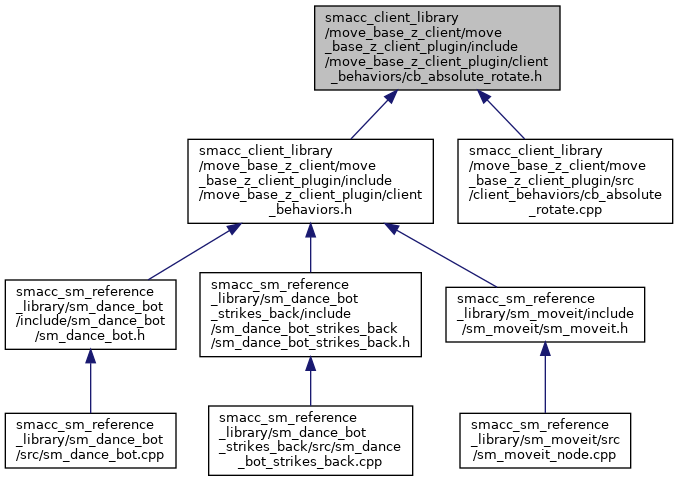 smacc_client_library
/move_base_z_client/move
_base_z_client_plugin/include
/move_base_z_client_plugin/client
_behaviors/cb_absolute_rotate.h
smacc_client_library
/move_base_z_client/move
_base_z_client_plugin/include
/move_base_z_client_plugin/client
_behaviors.h
smacc_client_library
/move_base_z_client/move
_base_z_client_plugin/src
/client_behaviors/cb_absolute
_rotate.cpp
smacc_sm_reference
_library/sm_dance_bot
/include/sm_dance_bot
/sm_dance_bot.h
smacc_sm_reference
_library/sm_dance_bot
_strikes_back/include
/sm_dance_bot_strikes_back
/sm_dance_bot_strikes_back.h
smacc_sm_reference
_library/sm_moveit/include
/sm_moveit/sm_moveit.h
smacc_sm_reference
_library/sm_dance_bot
/src/sm_dance_bot.cpp
smacc_sm_reference
_library/sm_dance_bot
_strikes_back/src/sm_dance
_bot_strikes_back.cpp
smacc_sm_reference
_library/sm_moveit/src
/sm_moveit_node.cpp